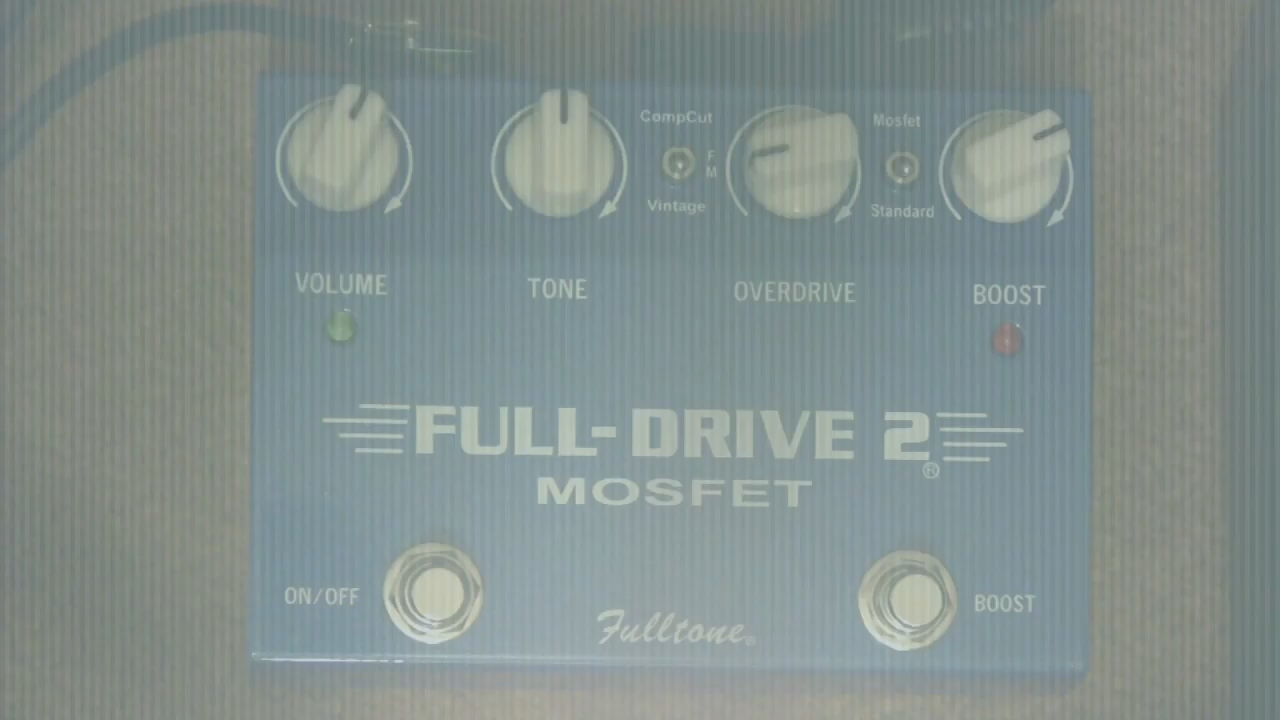 CompCut
Mosfet
F
M
Vintage
Standard
VOLUME
TONE
OVERDRIVE
BOOST
FULL-DRIVE 2®
MOSFET
ON/OFF
BOOST
Fulltone®